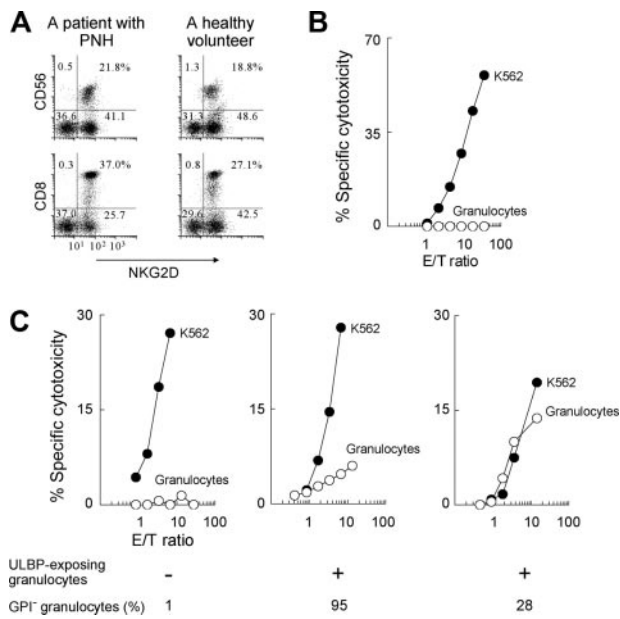 A
A patient with
PNH
A healthy
volunteer
0.5 21.8%
1.3 18.8%
CD56
36.6 41.1
31.3 48.6
0.3 37.0%
0.8 27.1%
CD8
37.0 25.7
29.6 42.5
10¹ 10² 10³
NKG2D
B
70
35
0
% Specific cytotoxicity
K562
Granulocytes
1 10 100
E/T ratio
C
30
15
0
% Specific cytotoxicity
K562
Granulocytes
1 10 100
E/T ratio
30
15
0
K562
Granulocytes
1 10 100
30
15
0
K562
Granulocytes
1 10 100
ULBP-exposing
granulocytes
- + +
GPI⁻ granulocytes (%) 1 95 28